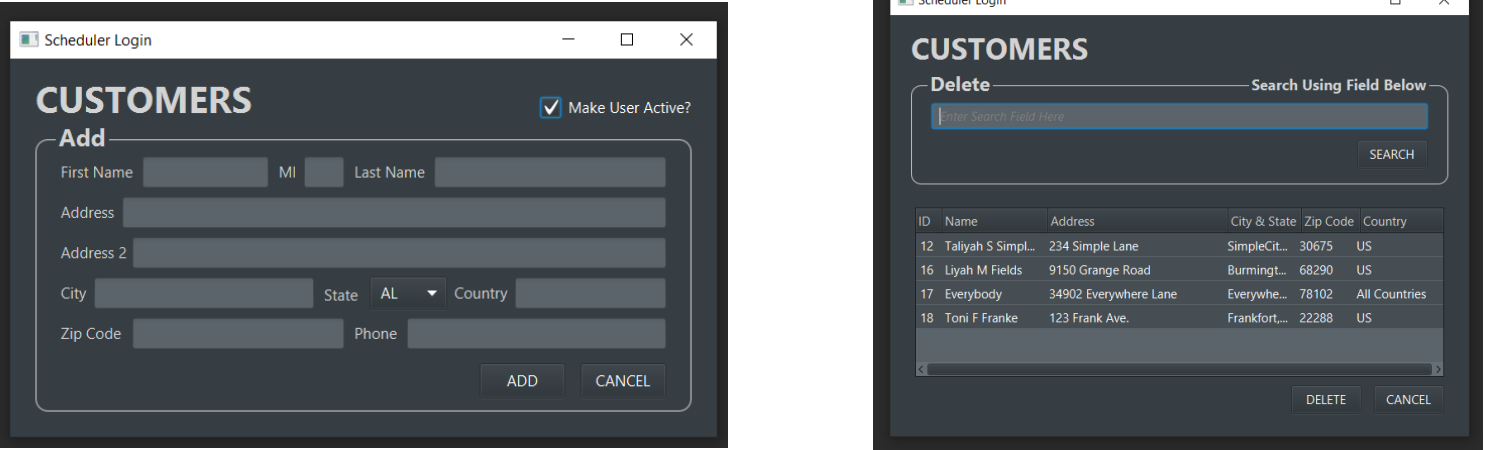 Scheduler Login
CUSTOMERS
Make User Active?
Add
First Name MI Last Name
Address
Address 2
City State AL Country
Zip Code Phone
ADD CANCEL
Scheduler Login
CUSTOMERS
Delete Search Using Field Below
Enter Search Field Here
SEARCH
ID Name Address City & State Zip Code Country
12 Taliyah S Simpl... 234 Simple Lane SimpleCit... 30675 US
16 Liyah M Fields 9150 Grange Road Burmingt... 68290 US
17 Everybody 34902 Everywhere Lane Everywhe... 78102 All Countries
18 Toni F Franke 123 Frank Ave. Frankfort,... 22288 US
DELETE CANCEL